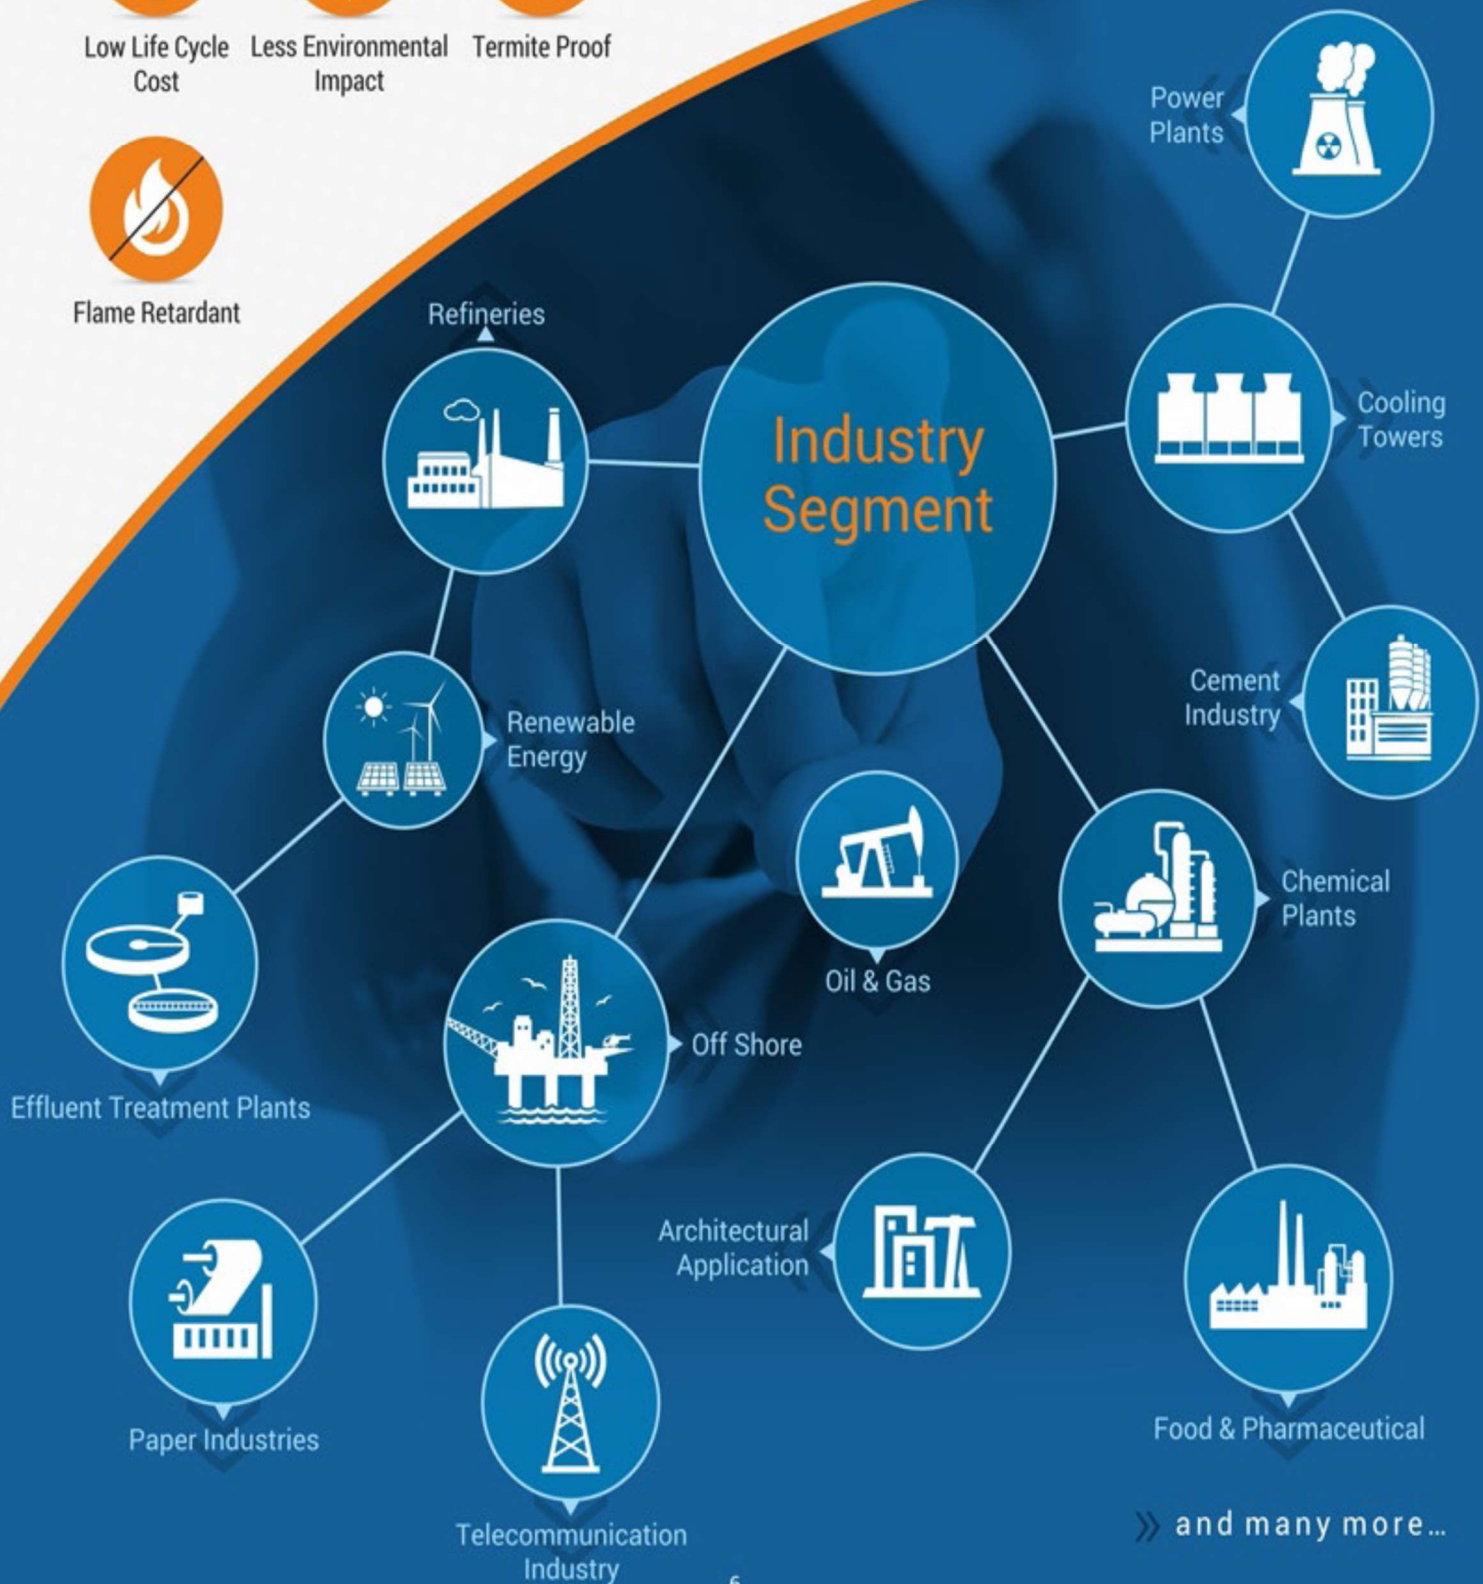 Low Life Cycle
Cost
Less Environmental
Impact
Termite Proof
Flame Retardant
Power
Plants
Refineries
Industry
Segment
Cooling
Towers
Renewable
Energy
Cement
Industry
Chemical
Plants
Oil & Gas
Off Shore
Effluent Treatment Plants
Architectural
Application
Paper Industries
Food & Pharmaceutical
Telecommunication
Industry
and many more...
6